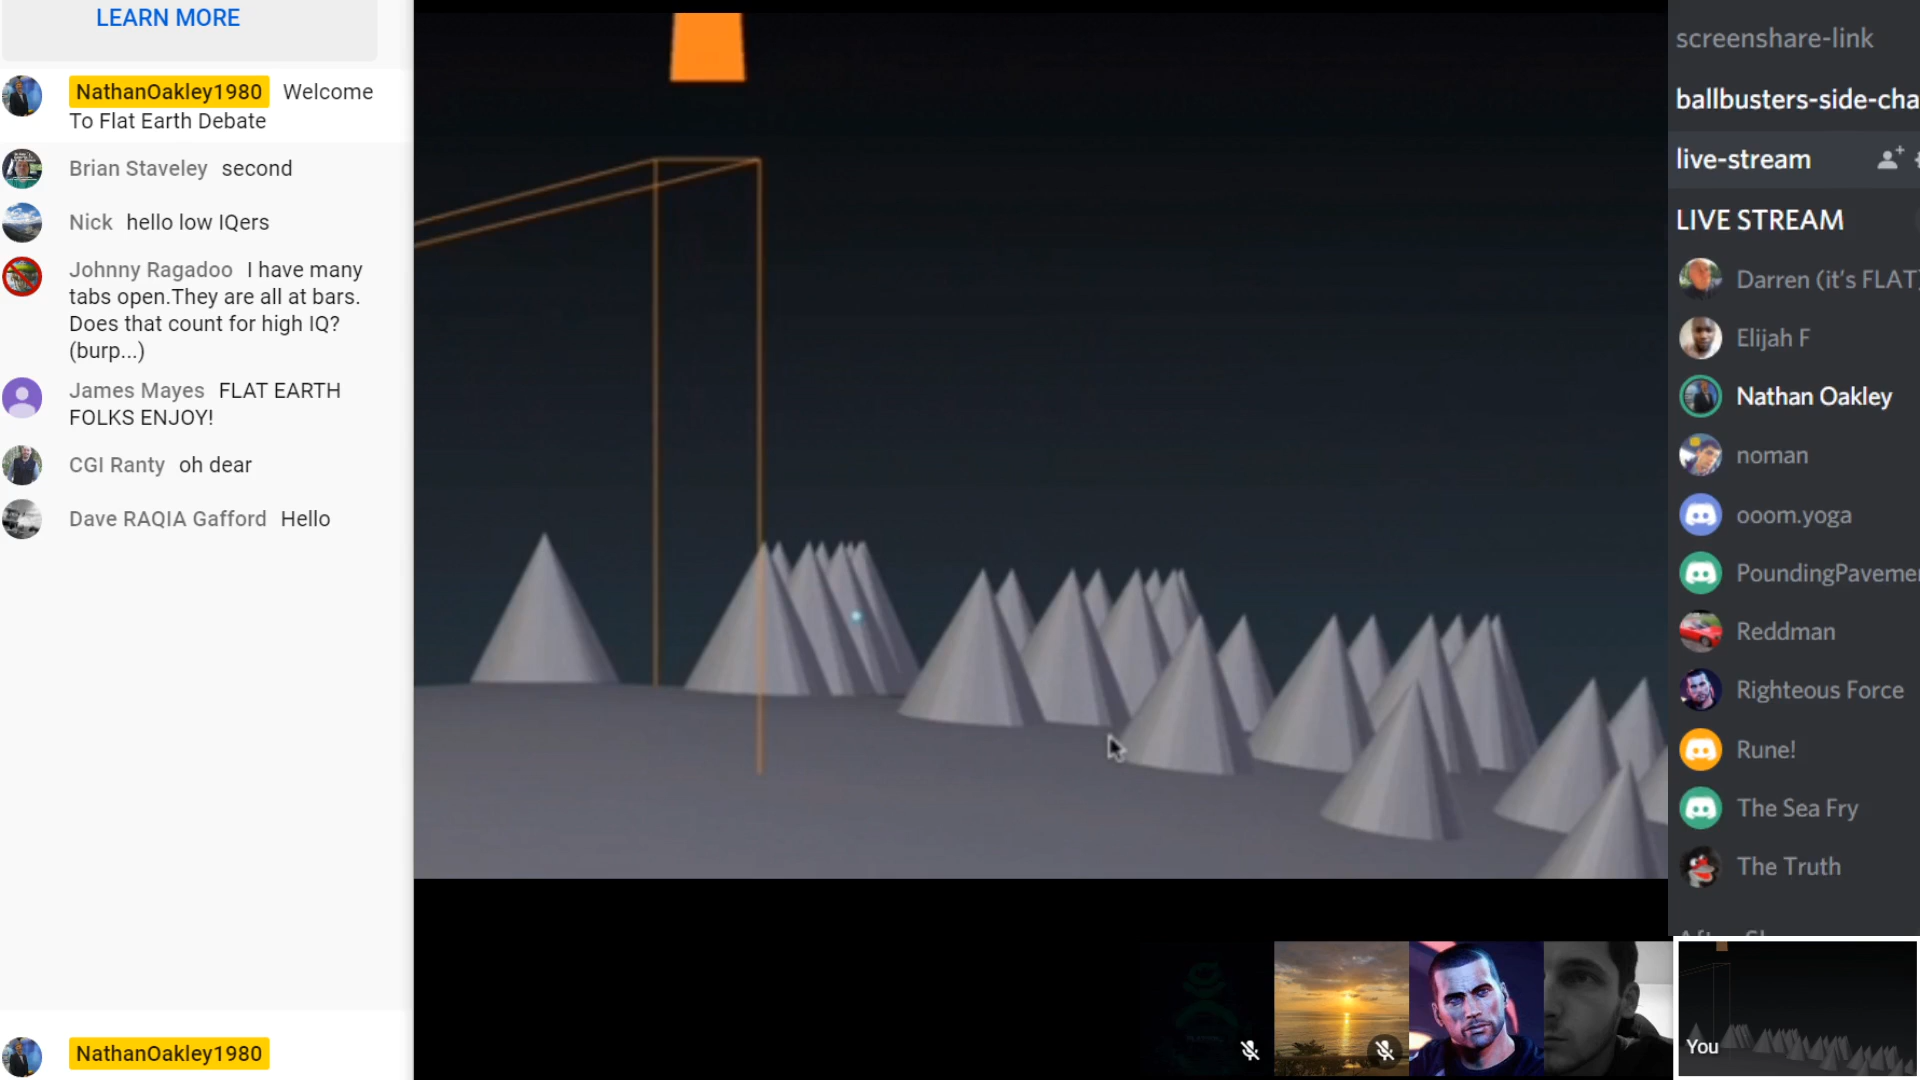 LEARN MORE
NathanOakley1980 Welcome
To Flat Earth Debate
Brian Staveley second
Nick hello low IQers
Johnny Ragadoo I have many
tabs open.They are all at bars.
Does that count for high IQ?
(burp...)
James Mayes FLAT EARTH
FOLKS ENJOY!
CGI Ranty oh dear
Dave RAQIA Gafford Hello
NathanOakley1980
screenshare-link
ballbusters-side-cha
live-stream
LIVE STREAM
Darren (it's FLAT)
Elijah F
Nathan Oakley
noman
ooom.yoga
PoundingPavemen
Reddman
Righteous Force
Rune!
The Sea Fry
The Truth
You